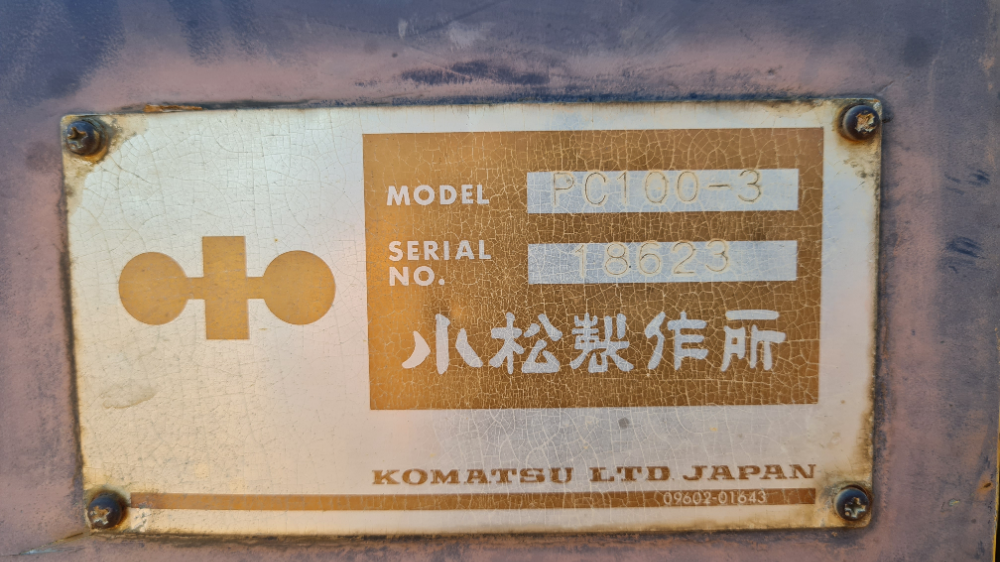 MODEL PC100-3
SERIAL NO. 18623
小松製作所
KOMATSU LTD. JAPAN
09602-01643